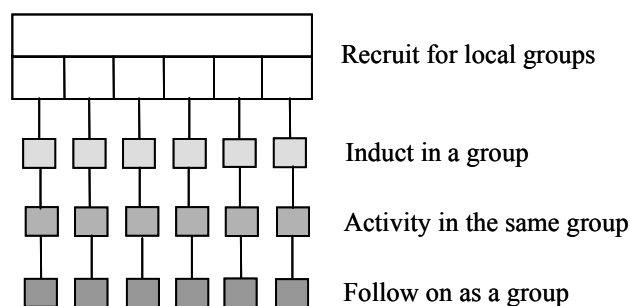 Recruit for local groups
Induct in a group
Activity in the same group
Follow on as a group